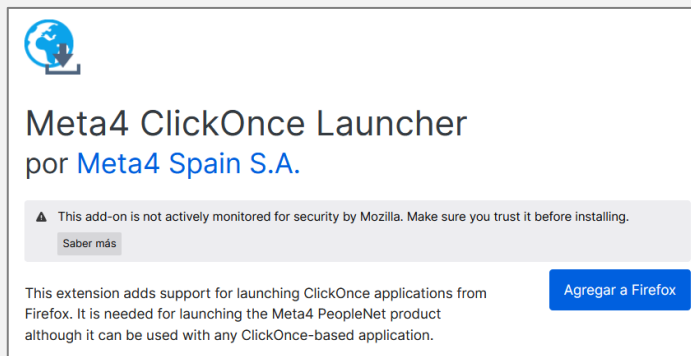 Meta4 ClickOnce Launcher
por Meta4 Spain S.A.
This add-on is not actively monitored for security by Mozilla. Make sure you trust it before installing.
Saber más
This extension adds support for launching ClickOnce applications from
Firefox. It is needed for launching the Meta4 PeopleNet product
although it can be used with any ClickOnce-based application.
Agregar a Firefox